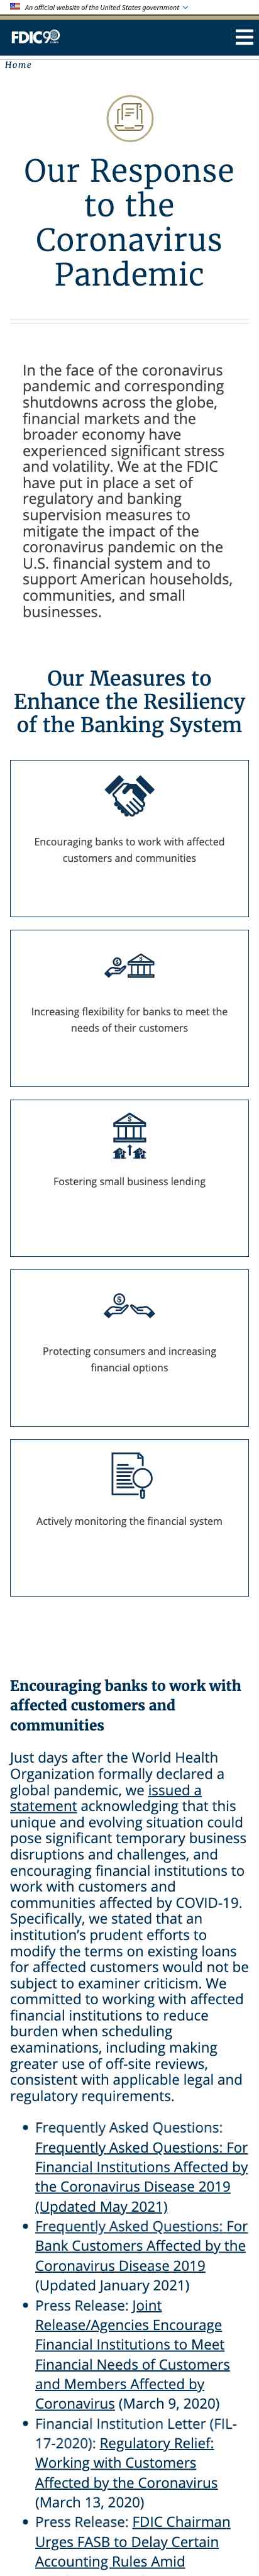 An official website of the United States government
FDIC 90
Home
Our Response
to the
Coronavirus
Pandemic
In the face of the coronavirus
pandemic and corresponding
shutdowns across the globe,
financial markets and the
broader economy have
experienced significant stress
and volatility. We at the FDIC
have put in place a set of
regulatory and banking
supervision measures to
mitigate the impact of the
coronavirus pandemic on the
U.S. financial system and to
support American households,
communities, and small
businesses.
Our Measures to
Enhance the Resiliency
of the Banking System
Encouraging banks to work with affected
customers and communities
Increasing flexibility for banks to meet the
needs of their customers
Fostering small business lending
Protecting consumers and increasing
financial options
Actively monitoring the financial system
Encouraging banks to work with
affected customers and
communities
Just days after the World Health
Organization formally declared a
global pandemic, we issued a
statement acknowledging that this
unique and evolving situation could
pose significant temporary business
disruptions and challenges, and
encouraging financial institutions to
work with customers and
communities affected by COVID-19.
Specifically, we stated that an
institution's prudent efforts to
modify the terms on existing loans
for affected customers would not be
subject to examiner criticism. We
committed to working with affected
financial institutions to reduce
burden when scheduling
examinations, including making
greater use of off-site reviews,
consistent with applicable legal and
regulatory requirements.
• Frequently Asked Questions:
Frequently Asked Questions: For
Financial Institutions Affected by
the Coronavirus Disease 2019
(Updated May 2021)
• Frequently Asked Questions: For
Bank Customers Affected by the
Coronavirus Disease 2019
(Updated January 2021)
• Press Release: Joint
Release/Agencies Encourage
Financial Institutions to Meet
Financial Needs of Customers
and Members Affected by
Coronavirus (March 9, 2020)
• Financial Institution Letter (FIL-
17-2020): Regulatory Relief:
Working with Customers
Affected by the Coronavirus
(March 13, 2020)
• Press Release: FDIC Chairman
Urges FASB to Delay Certain
Accounting Rules Amid